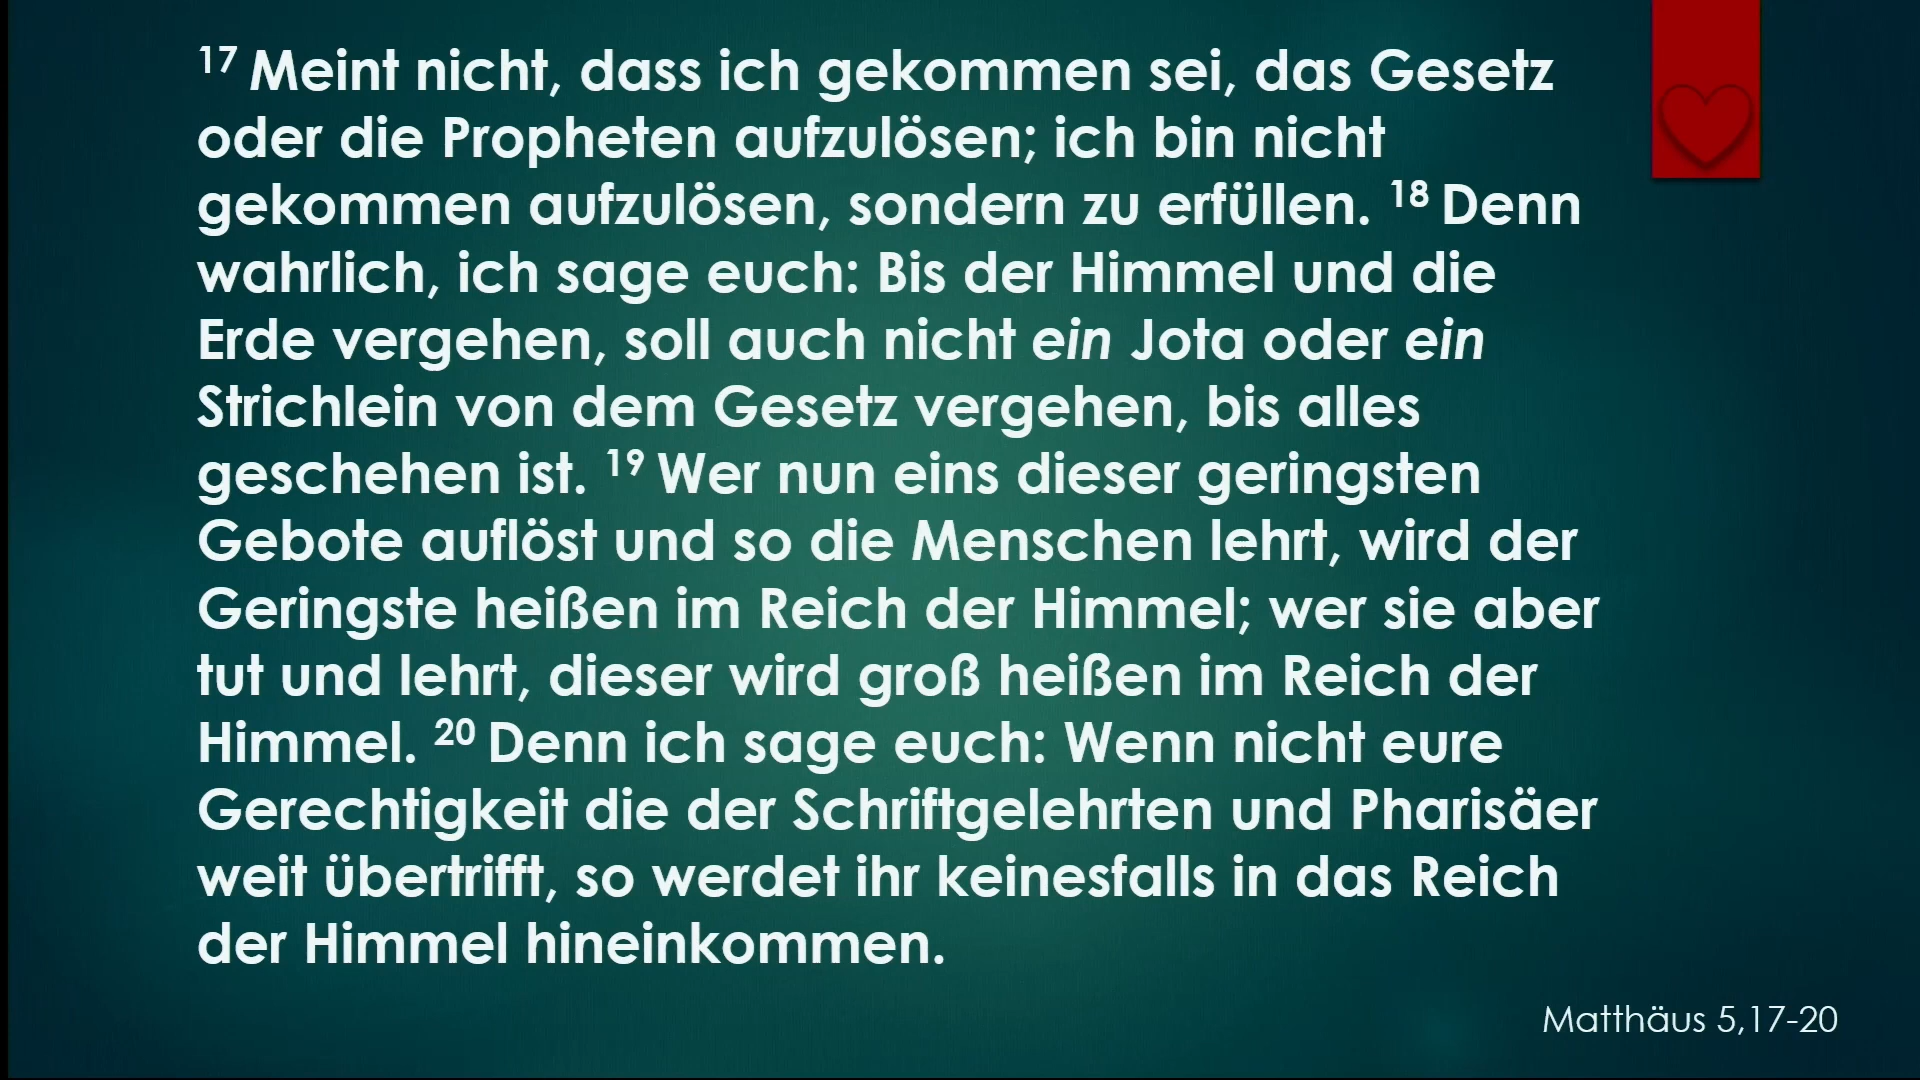 17 Meint nicht, dass ich gekommen sei, das Gesetz
oder die Propheten aufzulösen; ich bin nicht
gekommen aufzulösen, sondern zu erfüllen. 18 Denn
wahrlich, ich sage euch: Bis der Himmel und die
Erde vergehen, soll auch nicht ein Jota oder ein
Strichlein von dem Gesetz vergehen, bis alles
geschehen ist. 19 Wer nun eins dieser geringsten
Gebote auflöst und so die Menschen lehrt, wird der
Geringste heißen im Reich der Himmel; wer sie aber
tut und lehrt, dieser wird groß heißen im Reich der
Himmel. 20 Denn ich sage euch: Wenn nicht eure
Gerechtigkeit die der Schriftgelehrten und Pharisäer
weit übertrifft, so werdet ihr keinesfalls in das Reich
der Himmel hineinkommen.
Matthäus 5,17-20